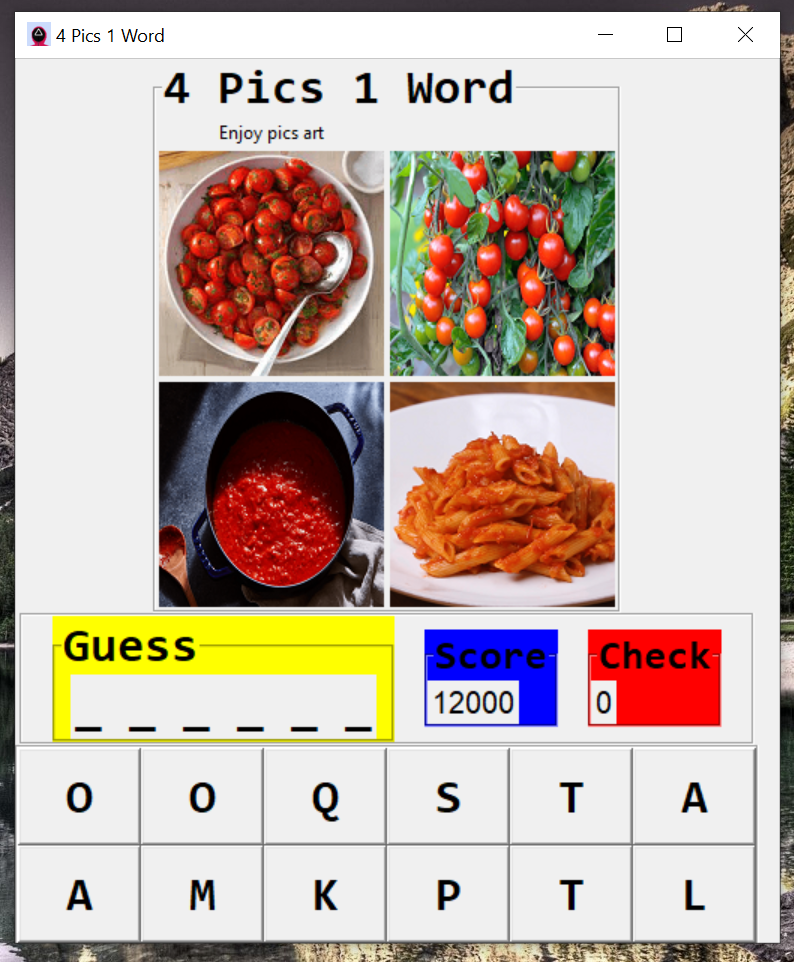 4 Pics 1 Word
4 Pics 1 Word
Enjoy pics art
Guess
_ _ _ _ _ _
Score
12000
Check
0
O O Q S T A
A M K P T L